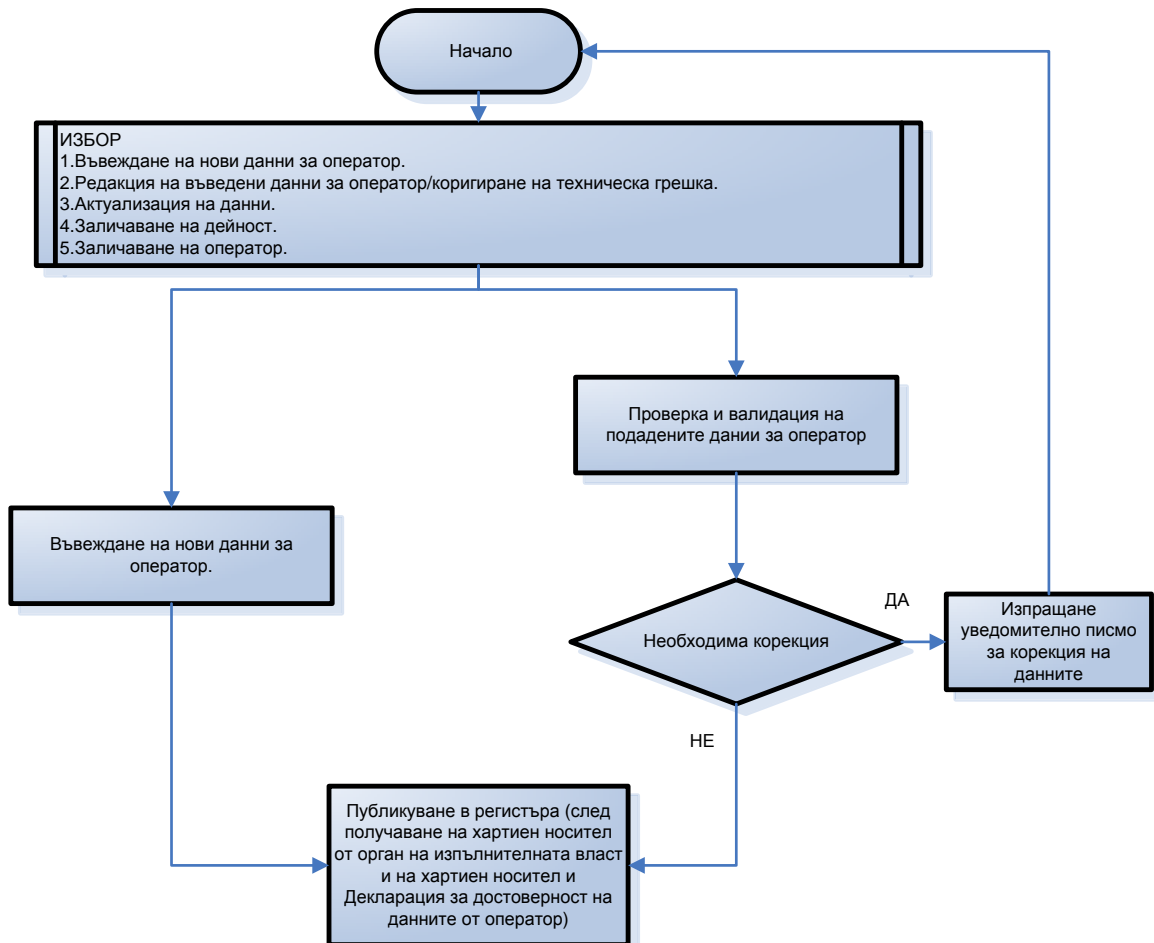 Начало
ИЗБОР
1.Въвеждане на нови данни за оператор.
2.Редакция на въведени данни за оператор/коригиране на техническа грешка.
3.Актуализация на данни.
4.Заличаване на дейност.
5.Заличаване на оператор.
Проверка и валидация на
подадените дании за оператор
Въвеждане на нови данни за
оператор.
Необходима корекция
ДА
Изпращане
уведомително писмо
за корекция на
данните
НЕ
Публикуване в регистъра (след
получаване на хартиен носител
от орган на изпълнителната власт
и на хартиен носител и
Декларация за достоверност на
данните от оператор)